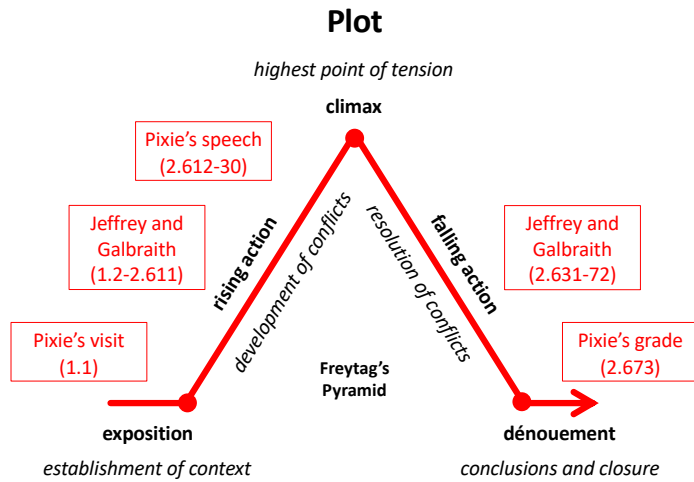 Plot
highest point of tension
climax
Pixie's speech
(2.612-30)
Jeffrey and
Galbraith
(1.2-2.611)
rising action
development of conflicts
resolution of conflicts
falling action
Jeffrey and
Galbraith
(2.631-72)
Pixie's visit
(1.1)
Freytag's
Pyramid
Pixie's grade
(2.673)
exposition
establishment of context
dénouement
conclusions and closure